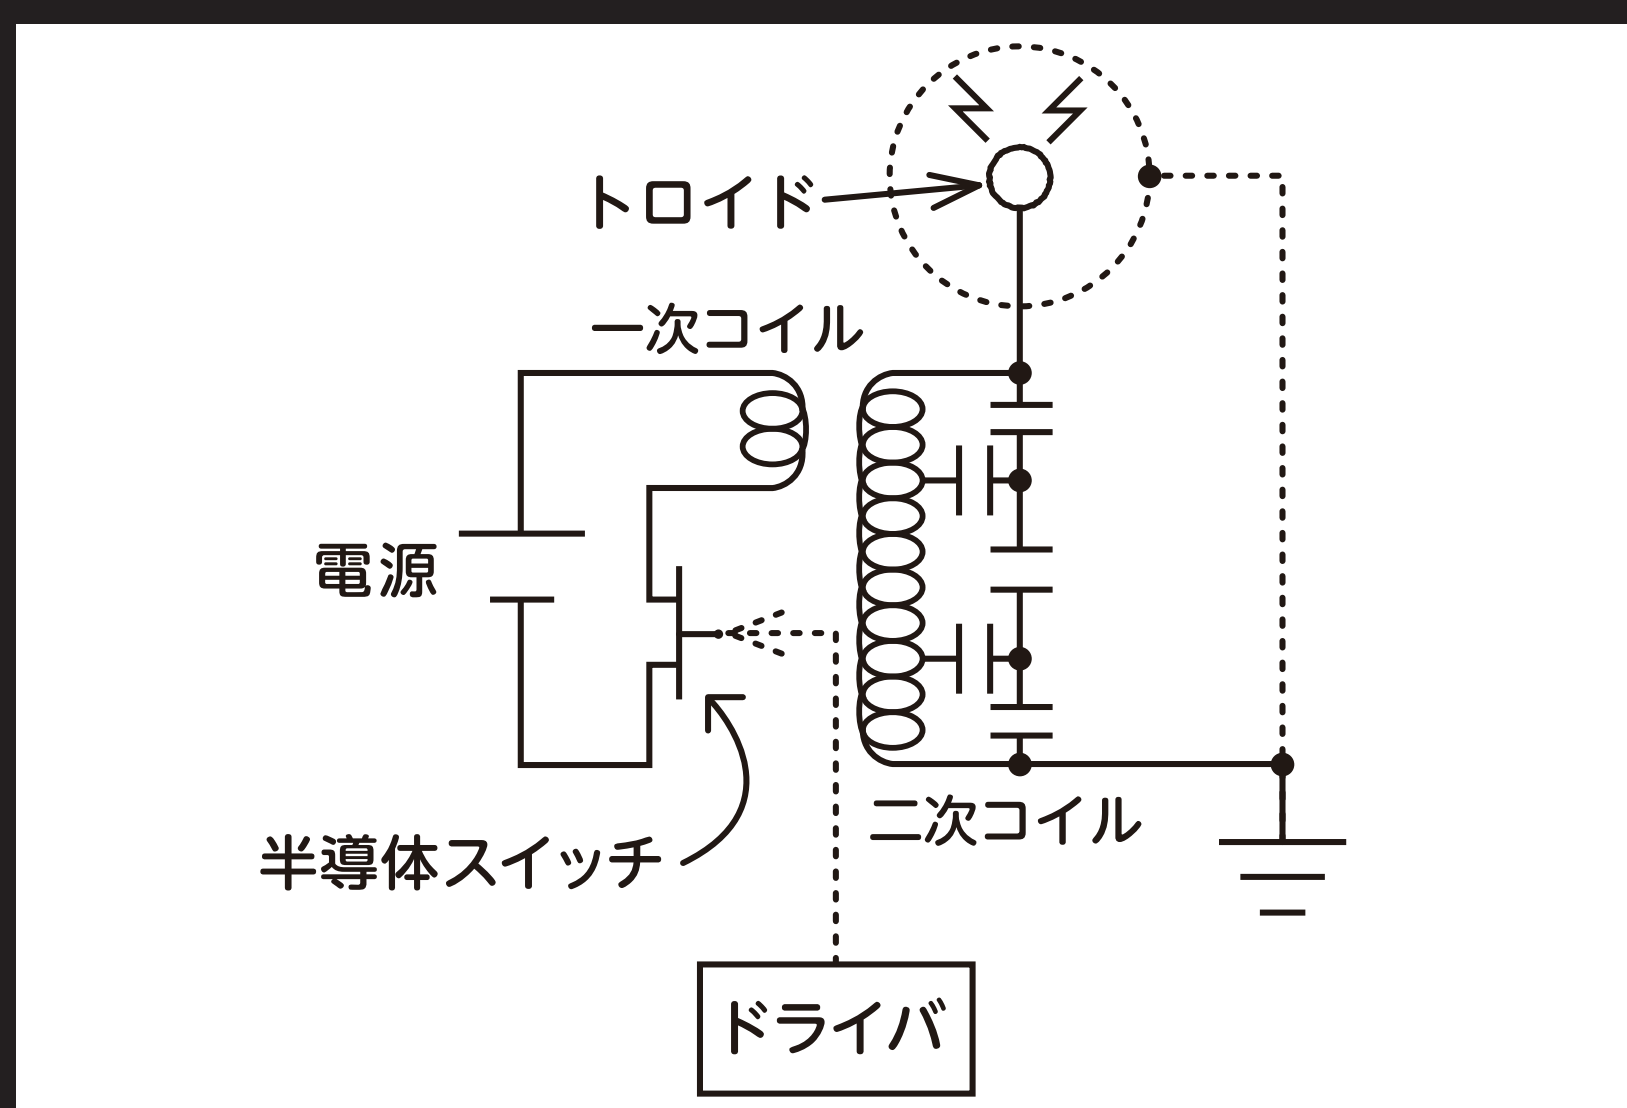 トロイド
一次コイル
電源
二次コイル
半導体スイッチ
ドライバ